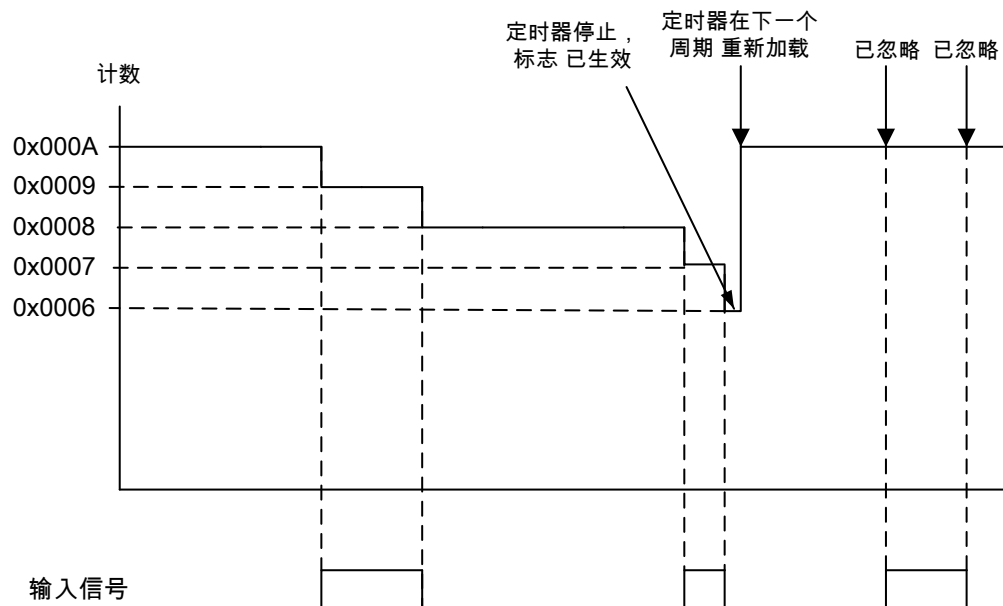 定时器停止，
标志 已生效
定时器在下一个
周期 重新加载
已忽略 已忽略
计数
0x000A
0x0009
0x0008
0x0007
0x0006
输入信号